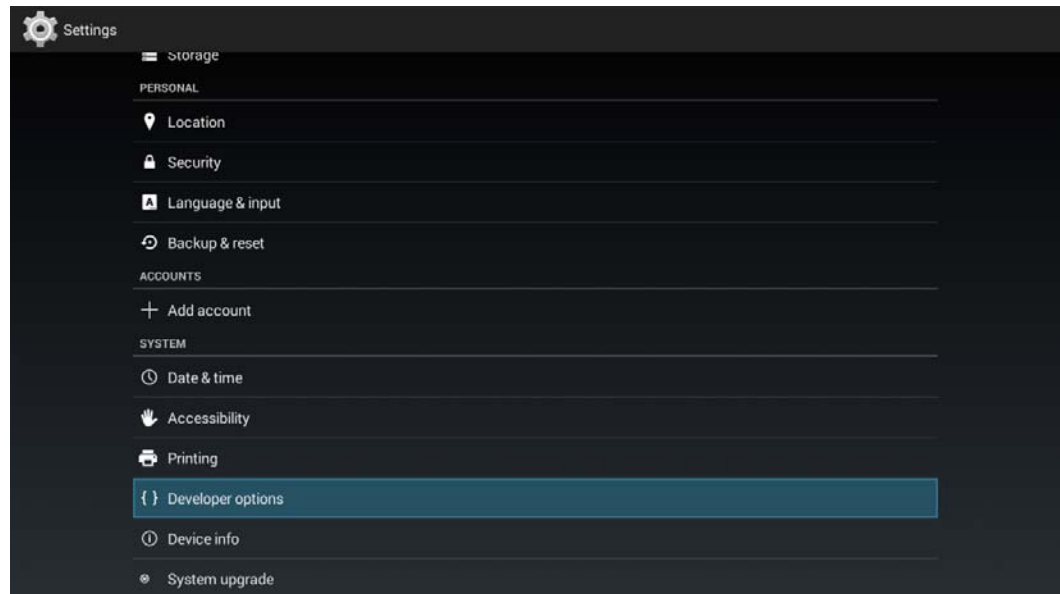 Settings
Storage
PERSONAL
Location
Security
A Language & input
Backup & reset
ACCOUNTS
Add account
SYSTEM
Date & time
Accessibility
Printing
{ } Developer options
Device info
System upgrade